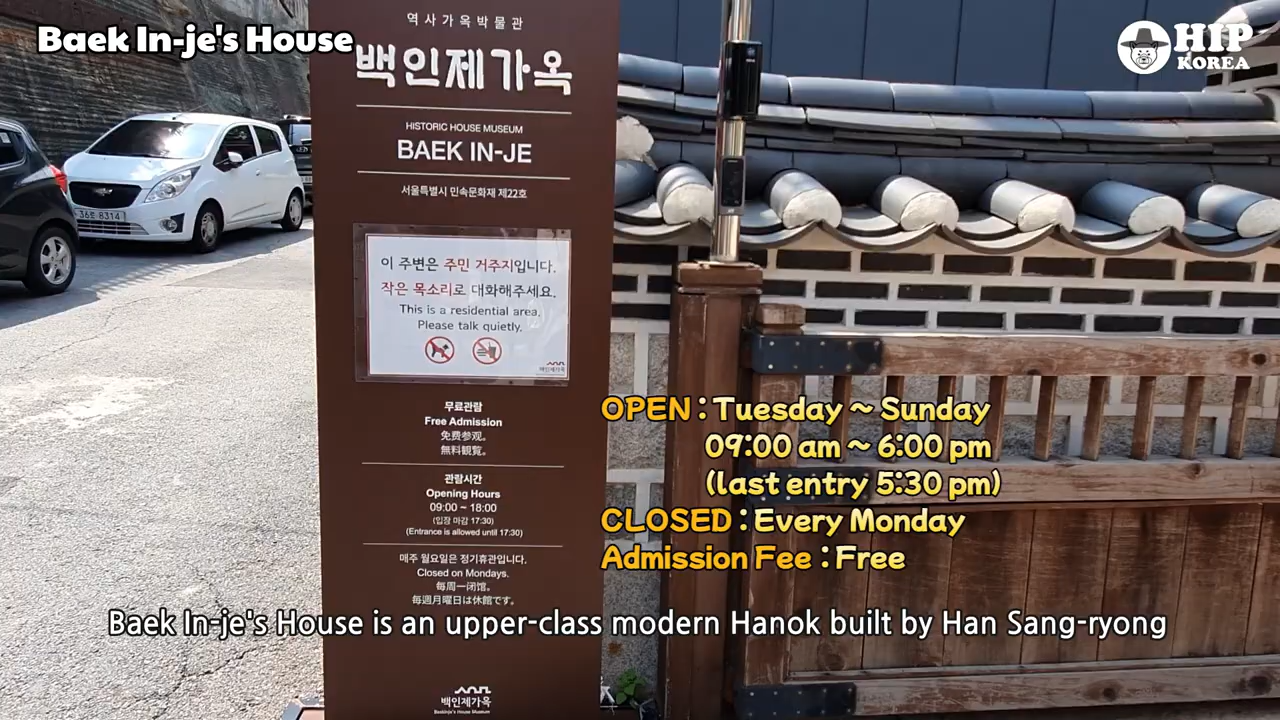 Baek In-je's House
HIP
KOREA
역사가옥박물관
백인제가옥
HISTORIC HOUSE MUSEUM
BAEK IN-JE
서울특별시 민속문화재 제22호
36둔 8314
이 주변은 주민 거주지입니다.
작은 목소리로 대화해주세요.
This is a residential area.
Please talk quietly.
백인제가옥
무료관람
Free Admission
免费参观。
無料観覧。
관람시간
Opening Hours
09:00 ~ 18:00
(입장 마감 17:30)
(Entrance is allowed until 17:30)
매주 월요일은 정기휴관입니다.
Closed on Mondays.
每周一闭馆。
毎週月曜日は休館です。
백인제가옥
OPEN : Tuesday ~ Sunday
09:00 am ~ 6:00 pm
(last entry 5:30 pm)
CLOSED : Every Monday
Admission Fee : Free
Baek In-je's House is an upper-class modern Hanok built by Han Sang-ryong